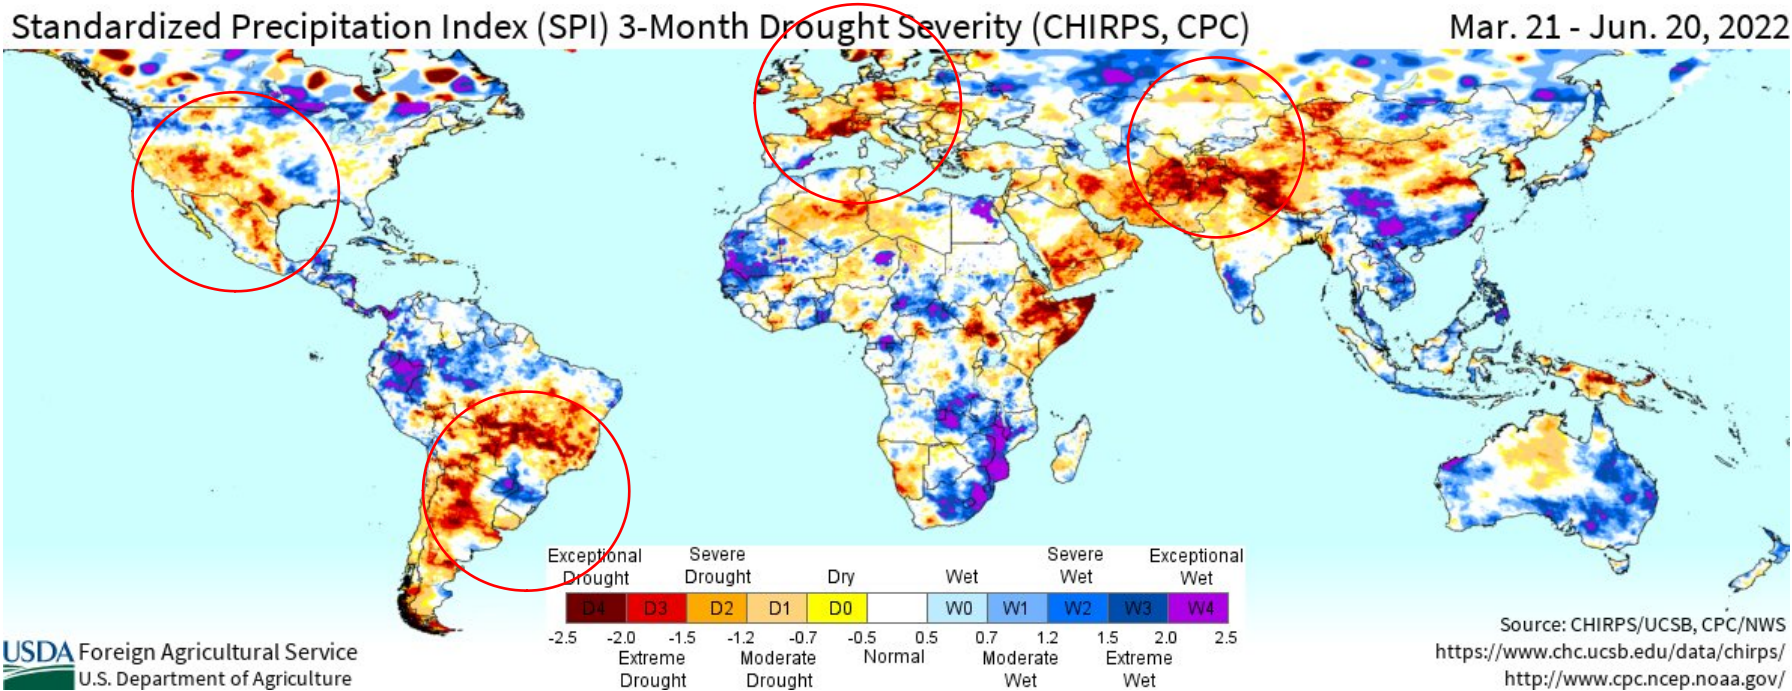 Standardized Precipitation Index (SPI) 3-Month Drought Severity (CHIRPS, CPC)
Mar. 21 - Jun. 20, 2022
Exceptional Drought
Severe Drought
Dry
Wet
Severe Wet
Exceptional Wet
D4 D3 D2 D1 D0 W0 W1 W2 W3 W4
-2.5 -2.0 -1.5 -1.2 -0.7 -0.5 0.5 0.7 1.2 1.5 2.0 2.5
Extreme Drought
Moderate Drought
Normal
Moderate Wet
Extreme Wet
USDA Foreign Agricultural Service
U.S. Department of Agriculture
Source: CHIRPS/UCSB, CPC/NWS
https://www.chc.ucsb.edu/data/chirps/
http://www.cpc.ncep.noaa.gov/